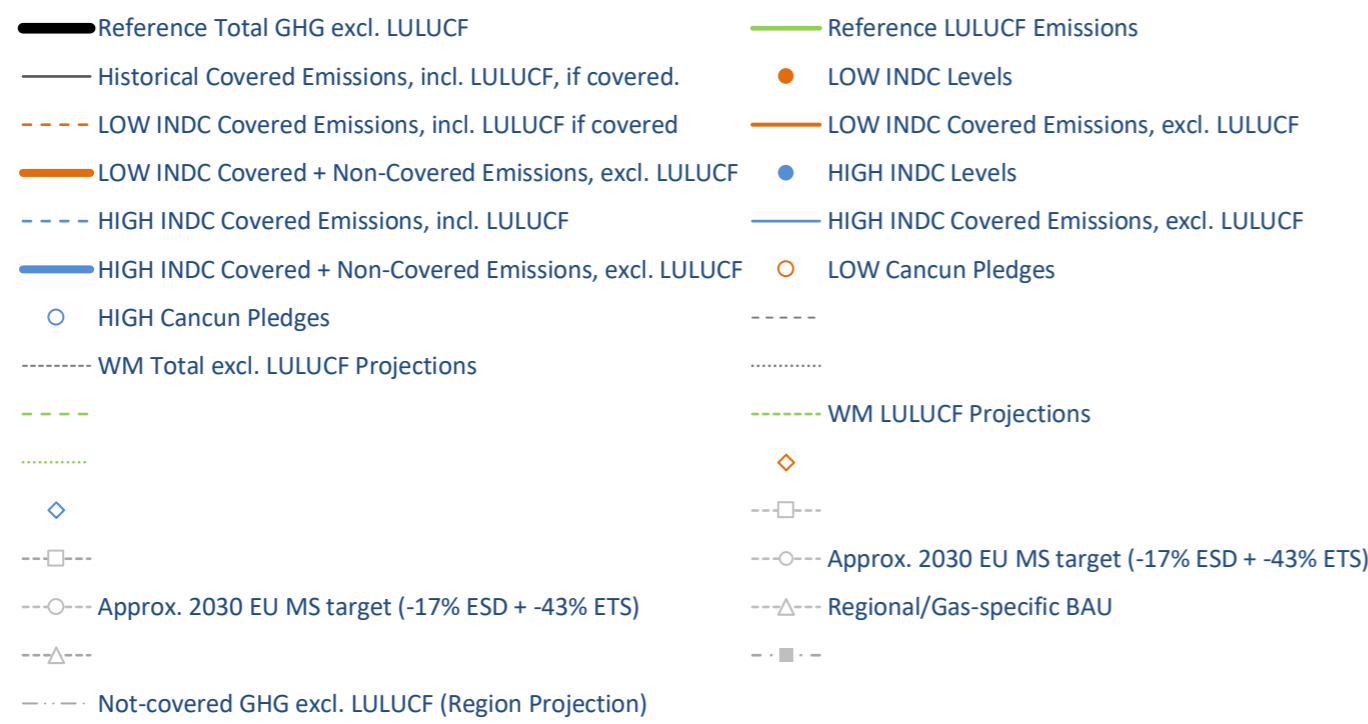 Reference Total GHG excl. LULUCF
Reference LULUCF Emissions
Historical Covered Emissions, incl. LULUCF, if covered.
LOW INDC Levels
LOW INDC Covered Emissions, incl. LULUCF if covered
LOW INDC Covered Emissions, excl. LULUCF
LOW INDC Covered + Non-Covered Emissions, excl. LULUCF
HIGH INDC Levels
HIGH INDC Covered Emissions, incl. LULUCF
HIGH INDC Covered Emissions, excl. LULUCF
HIGH INDC Covered + Non-Covered Emissions, excl. LULUCF
LOW Cancun Pledges
HIGH Cancun Pledges
WM Total excl. LULUCF Projections
WM LULUCF Projections
Approx. 2030 EU MS target (-17% ESD + -43% ETS)
Approx. 2030 EU MS target (-17% ESD + -43% ETS)
Regional/Gas-specific BAU
Not-covered GHG excl. LULUCF (Region Projection)